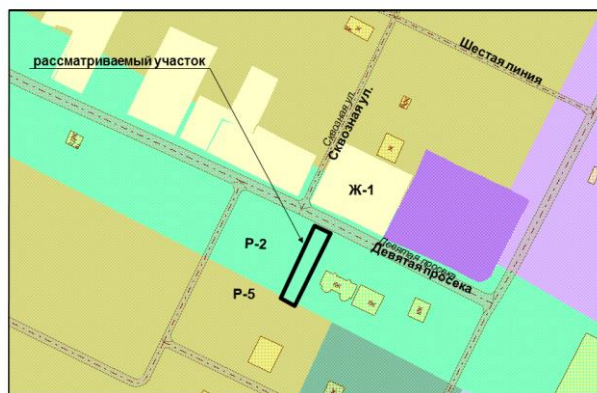 рассматриваемый участок
Шестая линия
Сквозная ул.
Сквозная ул.
Ж-1
Р-2
Девятая просека
Девятая просека
Р-5